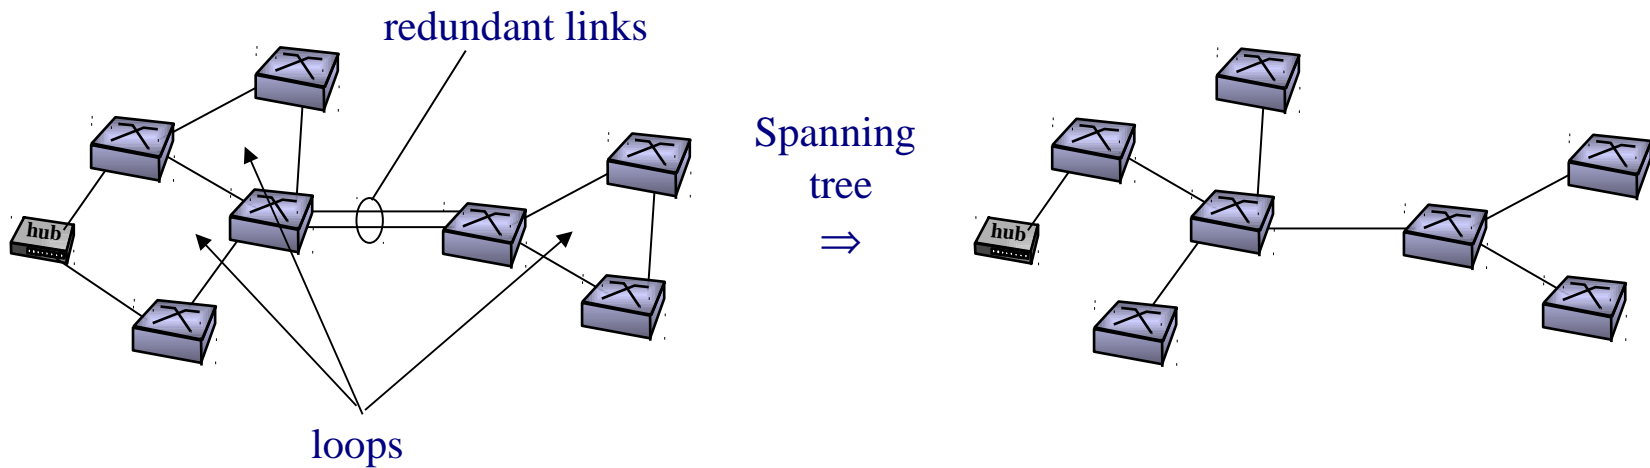 redundant links
hub
loops
Spanning
tree
⇒
hub